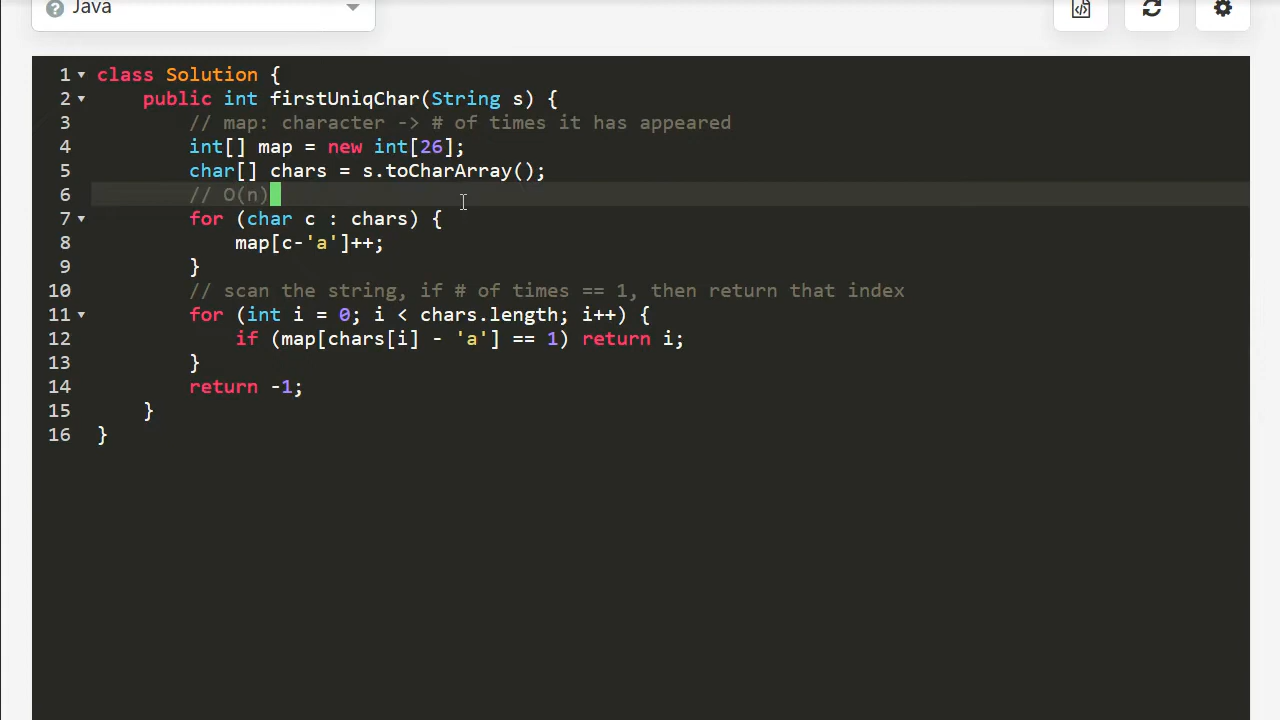 Java
1 class Solution {
2 public int firstUniqChar(String s) {
3 // map: character -> # of times it has appeared
4 int[] map = new int[26];
5 char[] chars = s.toCharArray();
6 // O(n)
7 for (char c : chars) {
8 map[c-'a']++;
9 }
10 // scan the string, if # of times == 1, then return that index
11 for (int i = 0; i < chars.length; i++) {
12 if (map[chars[i] - 'a'] == 1) return i;
13 }
14 return -1;
15 }
16 }